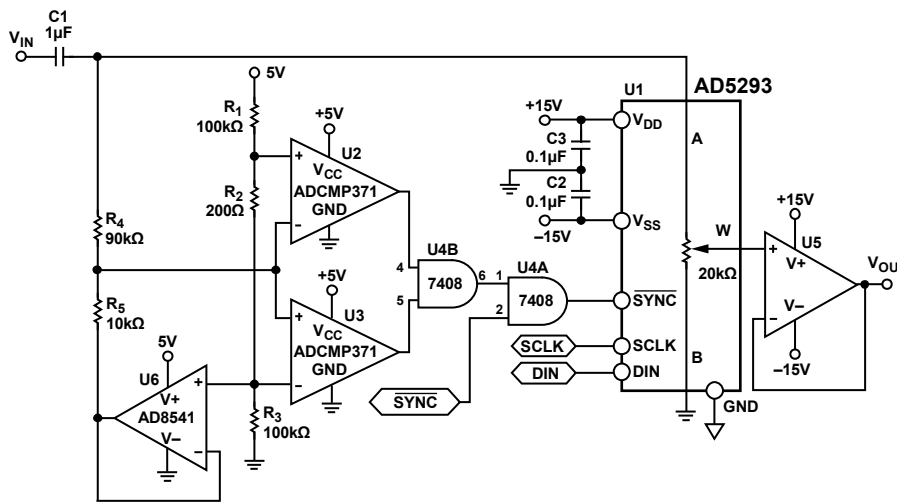 C1
1µF
VIN
5V
R1
100kΩ
R2
200Ω
+5V
U2
VCC
ADCMP371
GND
R4
90kΩ
R5
10kΩ
+5V
U3
VCC
ADCMP371
GND
5V
U6
V+
AD8541
V–
R3
100kΩ
U4B
4
5
7408
6
U4A
1
2
7408
SYNC
SCLK
DIN
U1
AD5293
+15V
VDD
C3
0.1µF
C2
0.1µF
–15V
VSS
A
W
20kΩ
B
SYNC
SCLK
DIN
GND
+15V
U5
V+
V–
–15V
VOU